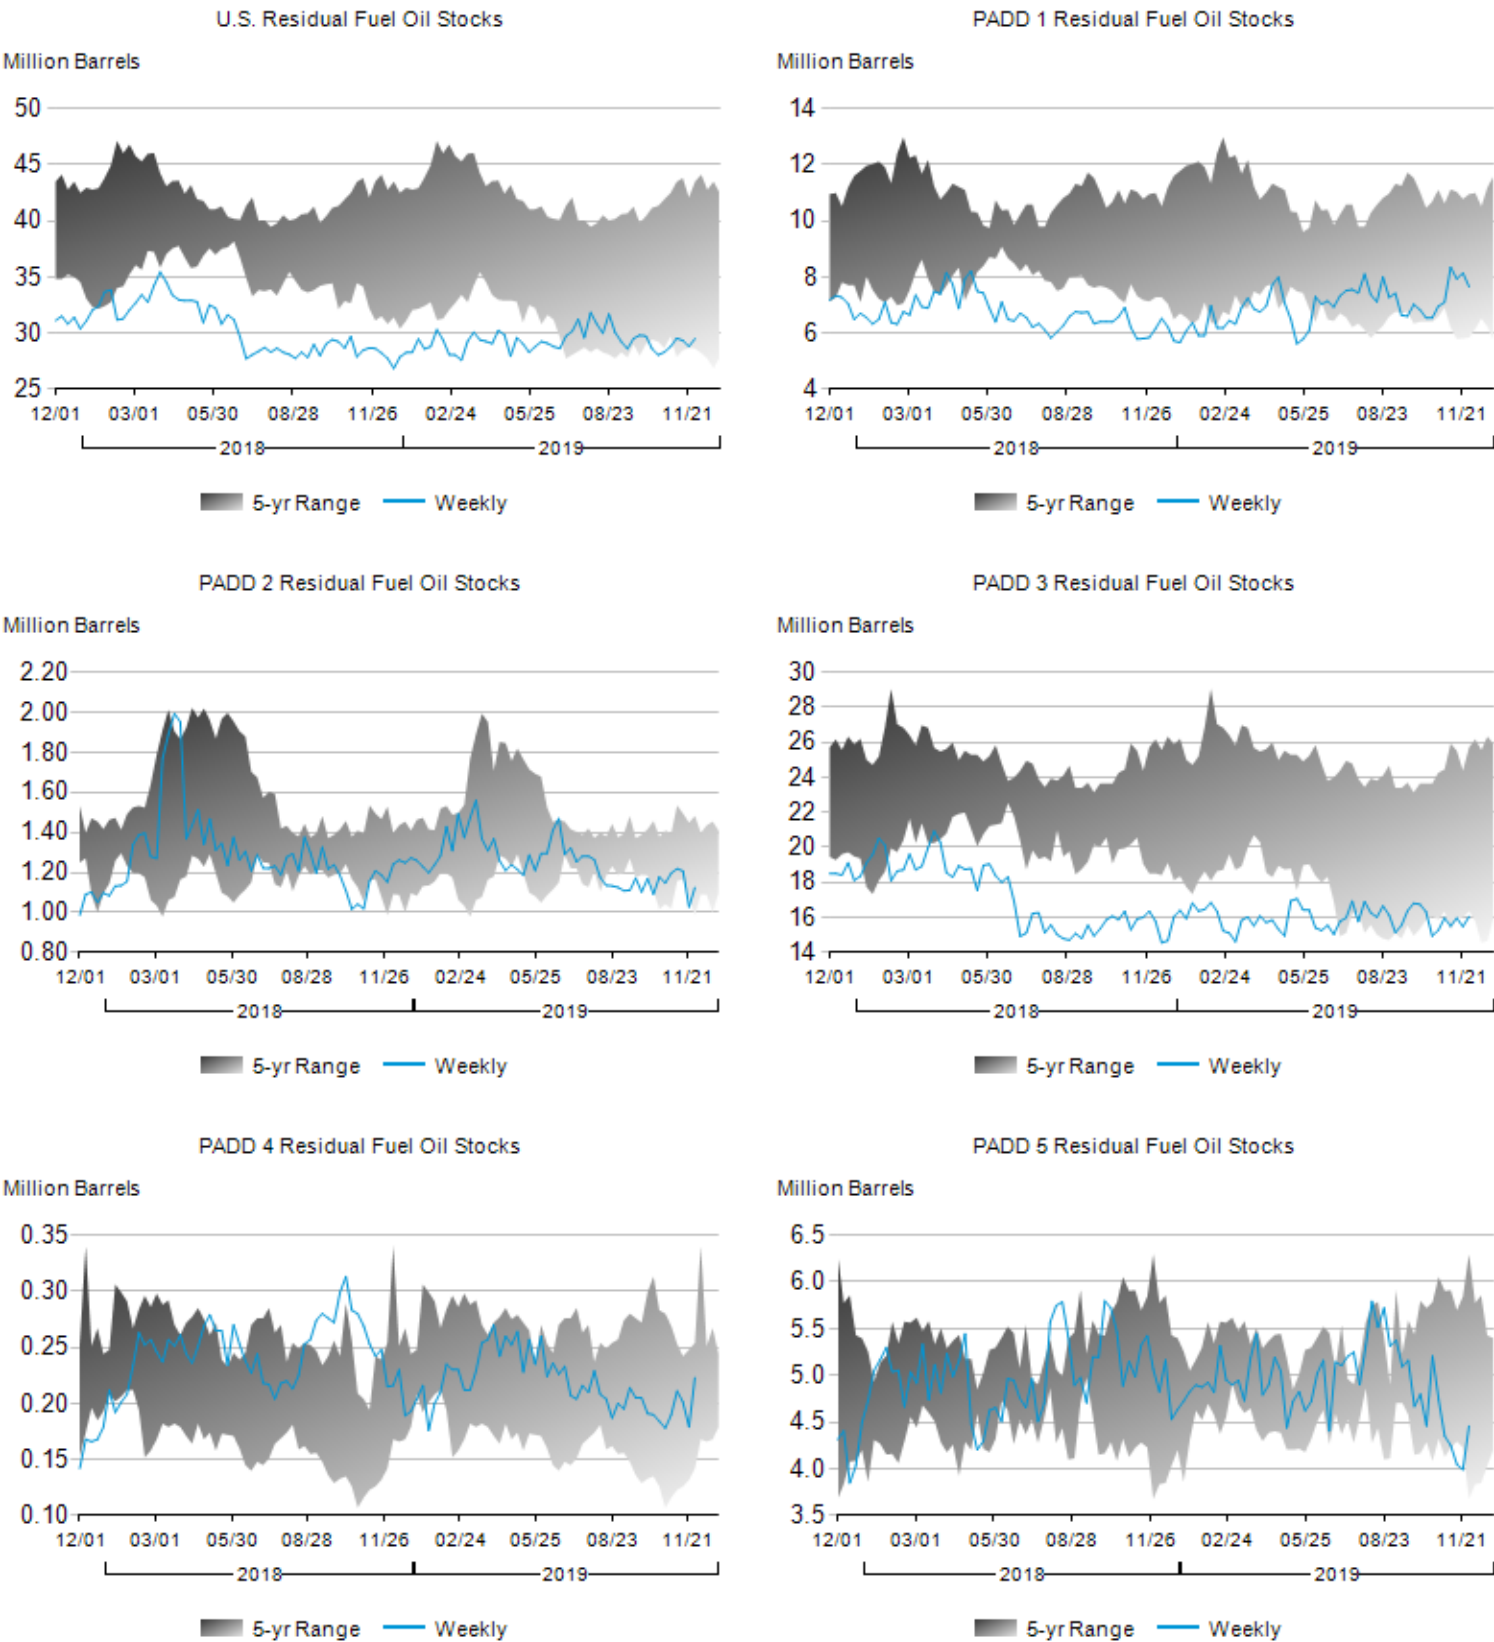 U.S. Residual Fuel Oil Stocks
Million Barrels
50
45
40
35
30
25
12/01 03/01 05/30 08/28 11/26 02/24 05/25 08/23 11/21
2018 2019
5-yr Range Weekly
PADD 1 Residual Fuel Oil Stocks
Million Barrels
14
12
10
8
6
4
12/01 03/01 05/30 08/28 11/26 02/24 05/25 08/23 11/21
2018 2019
5-yr Range Weekly
PADD 2 Residual Fuel Oil Stocks
Million Barrels
2.20
2.00
1.80
1.60
1.40
1.20
1.00
0.80
12/01 03/01 05/30 08/28 11/26 02/24 05/25 08/23 11/21
2018 2019
5-yr Range Weekly
PADD 3 Residual Fuel Oil Stocks
Million Barrels
30
28
26
24
22
20
18
16
14
12/01 03/01 05/30 08/28 11/26 02/24 05/25 08/23 11/21
2018 2019
5-yr Range Weekly
PADD 4 Residual Fuel Oil Stocks
Million Barrels
0.35
0.30
0.25
0.20
0.15
0.10
12/01 03/01 05/30 08/28 11/26 02/24 05/25 08/23 11/21
2018 2019
5-yr Range Weekly
PADD 5 Residual Fuel Oil Stocks
Million Barrels
6.5
6.0
5.5
5.0
4.5
4.0
3.5
12/01 03/01 05/30 08/28 11/26 02/24 05/25 08/23 11/21
2018 2019
5-yr Range Weekly